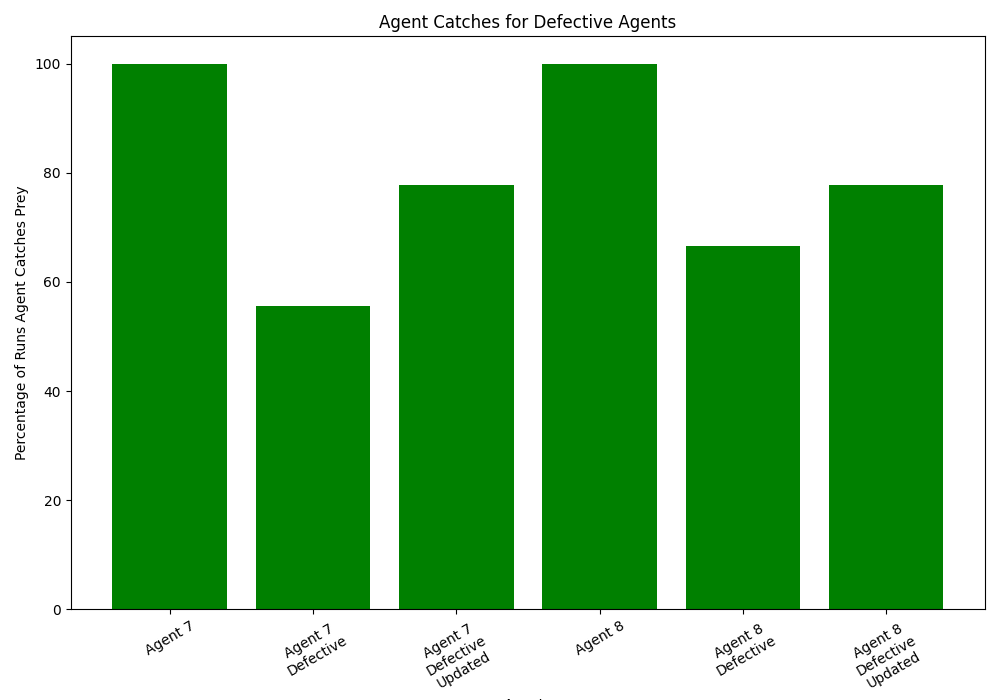 Agent Catches for Defective Agents
Percentage of Runs Agent Catches Prey
100
80
60
40
20
0
Agent 7
Agent 7
Defective
Agent 7
Defective
Updated
Agent 8
Agent 8
Defective
Agent 8
Defective
Updated